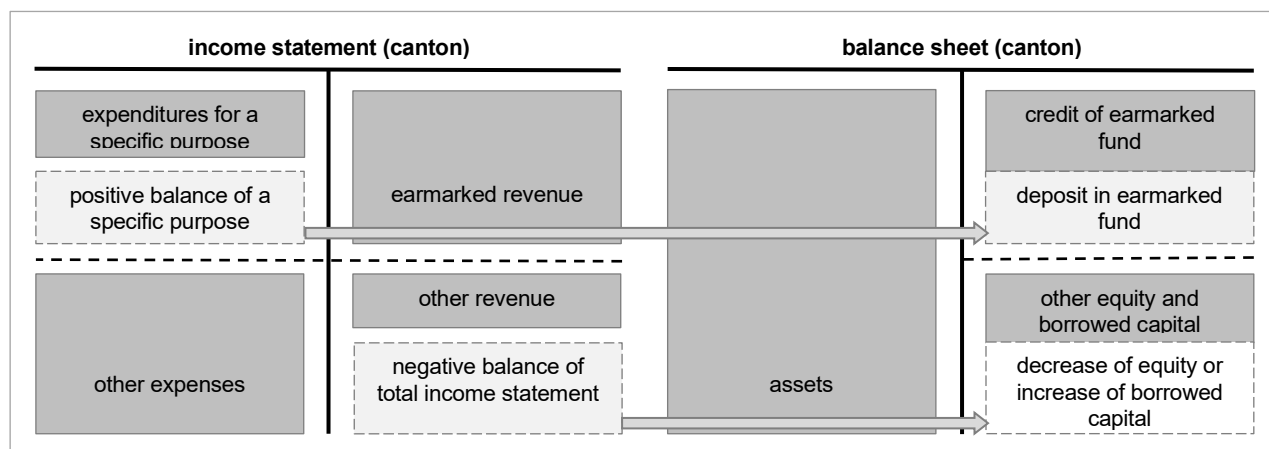 income statement (canton)
balance sheet (canton)
expenditures for a
specific purpose
positive balance of a
specific purpose
earmarked revenue
credit of earmarked
fund
deposit in earmarked
fund
other expenses
other revenue
negative balance of
total income statement
assets
other equity and
borrowed capital
decrease of equity or
increase of borrowed
capital